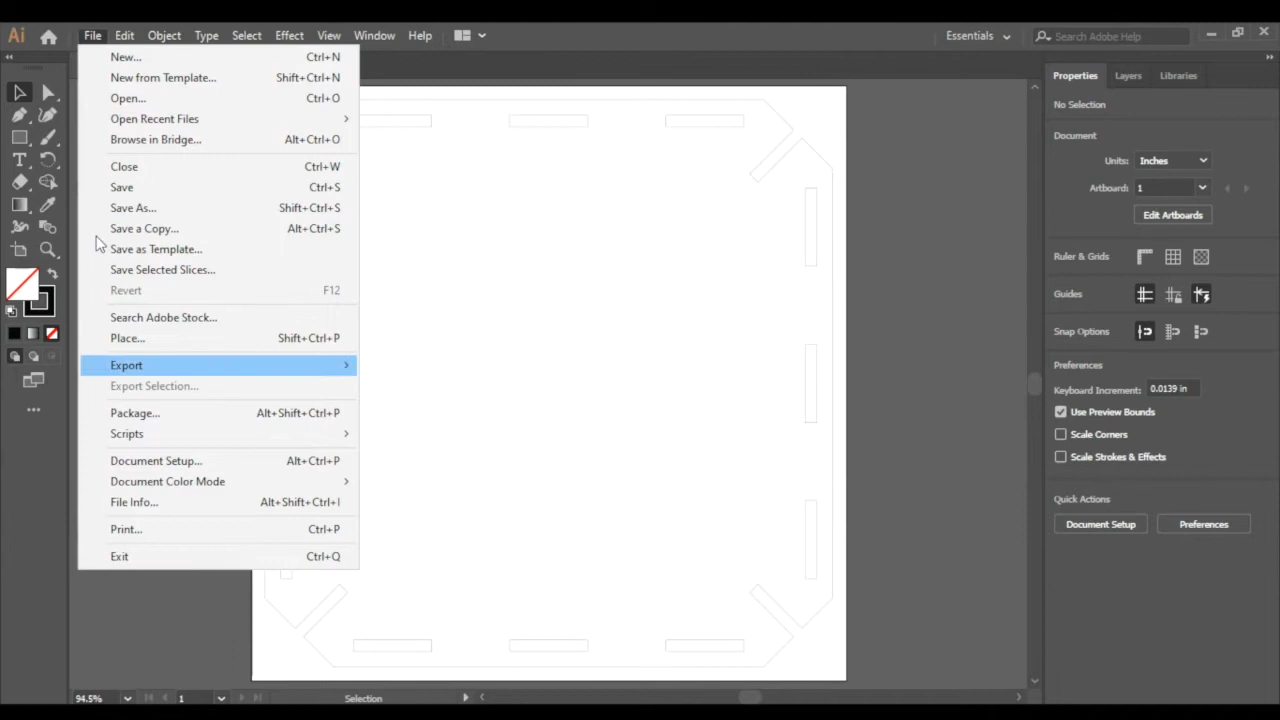 Ai File Edit Object Type Select Effect View Window Help Essentials Search Adobe Help
New... Ctrl+N
New from Template... Shift+Ctrl+N
Open... Ctrl+O
Open Recent Files
Browse in Bridge... Alt+Ctrl+O
Close Ctrl+W
Save Ctrl+S
Save As... Shift+Ctrl+S
Save a Copy... Alt+Ctrl+S
Save as Template...
Save Selected Slices...
Revert F12
Search Adobe Stock...
Place... Shift+Ctrl+P
Export
Export Selection...
Package... Alt+Shift+Ctrl+P
Scripts
Document Setup... Alt+Ctrl+P
Document Color Mode
File Info... Alt+Shift+Ctrl+I
Print... Ctrl+P
Exit Ctrl+Q
Properties Layers Libraries
No Selection
Document
Units: Inches
Artboard: 1
Edit Artboards
Ruler & Grids
Guides
Snap Options
Preferences
Keyboard Increment: 0.0139 in
Use Preview Bounds
Scale Corners
Scale Strokes & Effects
Quick Actions
Document Setup Preferences
94.5% 1 Selection